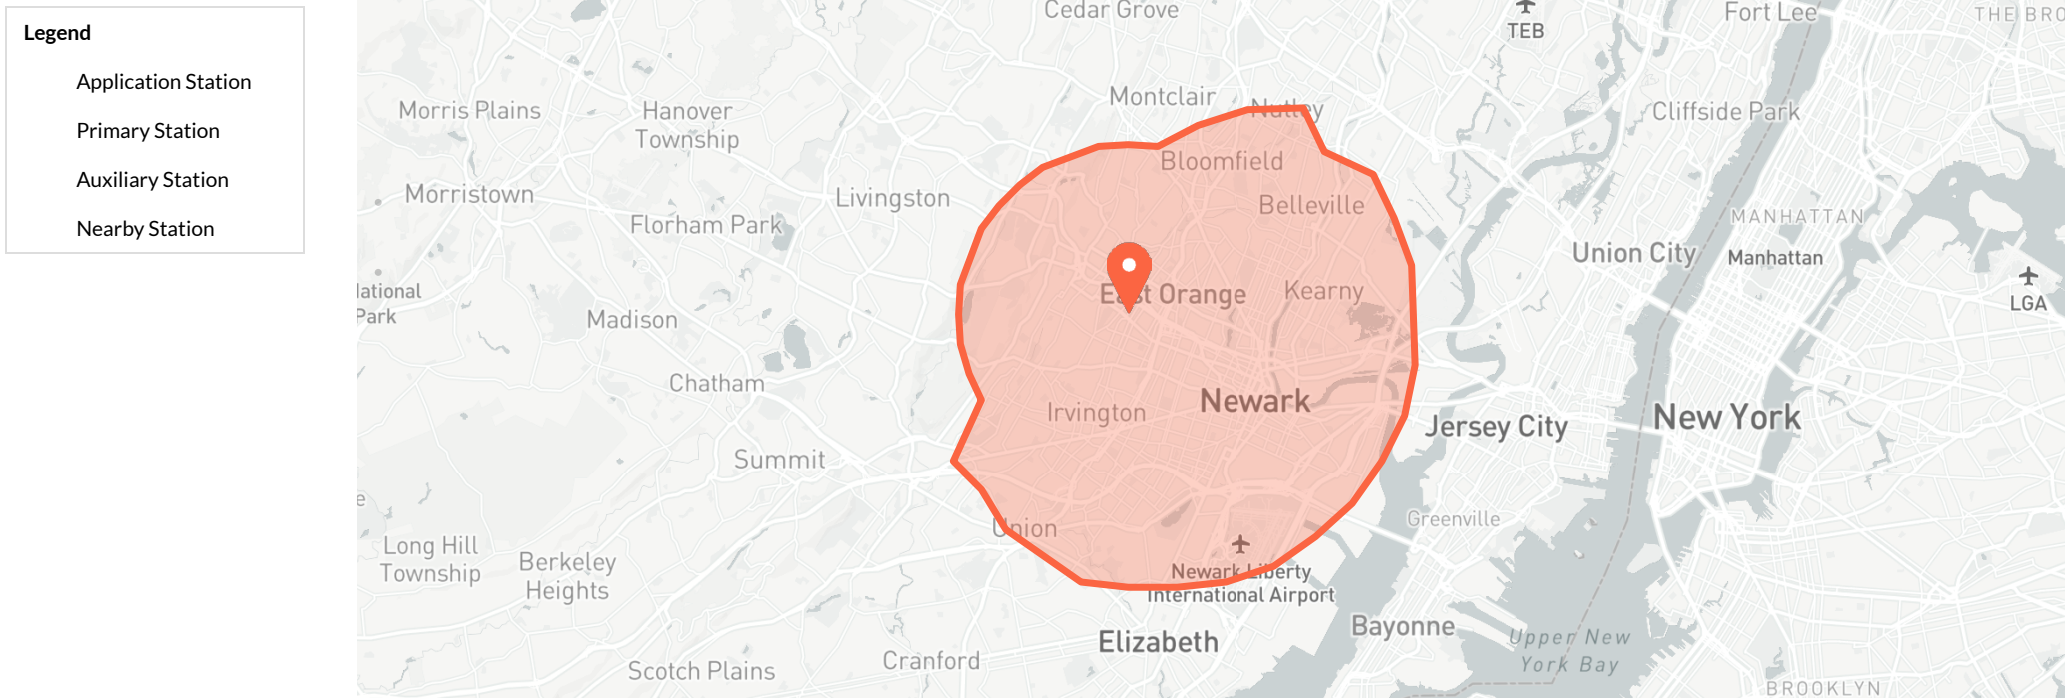 Legend
Application Station
Primary Station
Auxiliary Station
Nearby Station
Cedar Grove
TEB
Fort Lee
THE BRO
Morris Plains
Hanover
Township
Montclair
Nutley
Cliffside Park
Bloomfield
Morristown
Livingston
Florham Park
Belleville
MANHATTAN
Union City
Manhattan
LGA
Park
Madison
East Orange
Kearny
Chatham
Irvington
Newark
Jersey City
New York
Summit
Union
Greenville
Long Hill
Township
Berkeley
Heights
Newark Liberty
International Airport
Elizabeth
Bayonne
Upper New
York Bay
Scotch Plains
Cranford
BROOKLYN